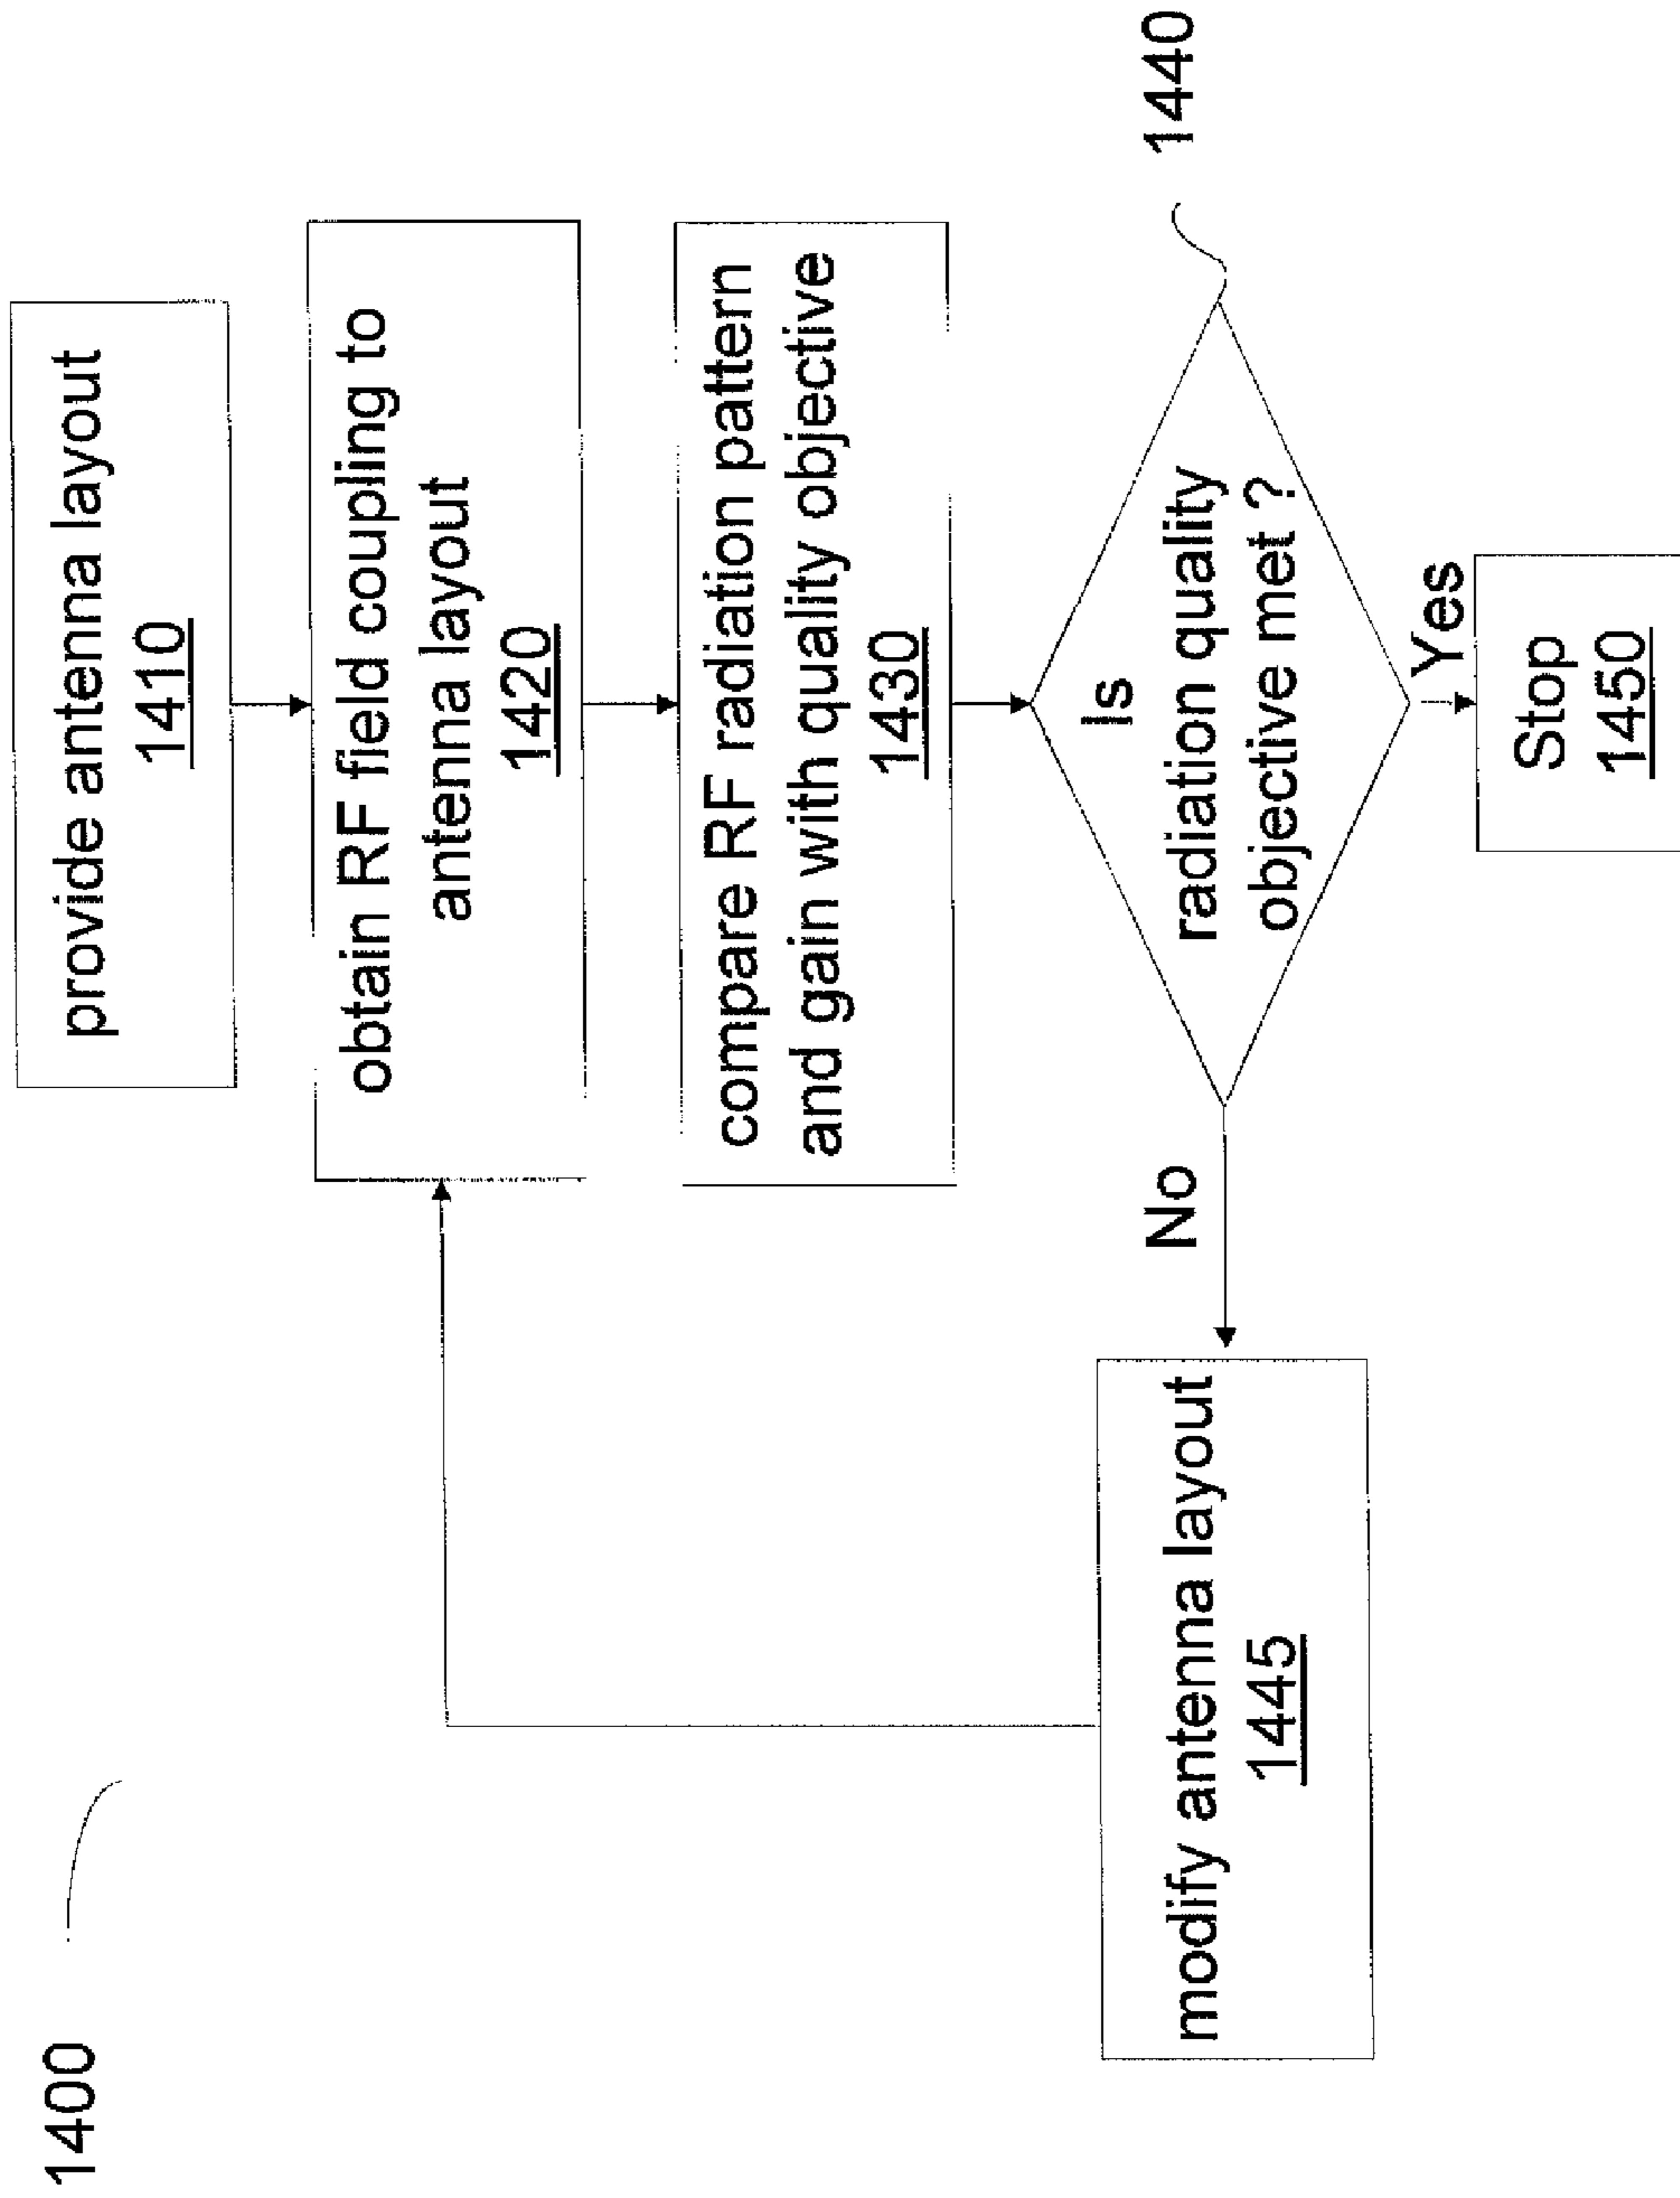 1400
provide antenna layout
1410
obtain RF field coupling to
antenna layout
1420
compare RF radiation pattern
and gain with quality objective
1430
Is
radiation quality
objective met ?
1440
No
modify antenna layout
1445
Yes
Stop
1450